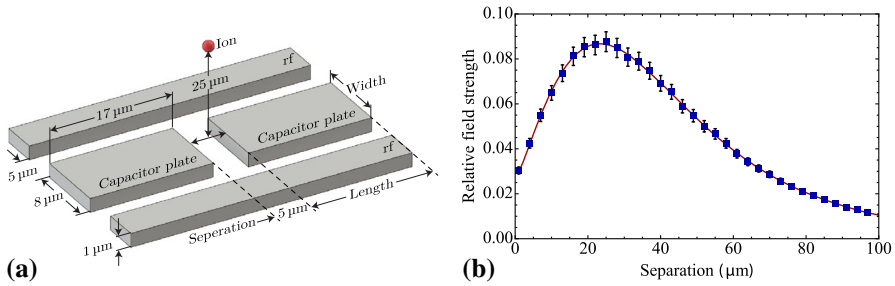 Ion
rf
25 μm
Width
17 μm
Capacitor plate
rf
5 μm
Capacitor plate
8 μm
Length
5 μm
Seperation
1 μm
(a)
(b)
Relative field strength
0.10
0.08
0.06
0.04
0.02
0.00
0 20 40 60 80 100
Separation (μm)